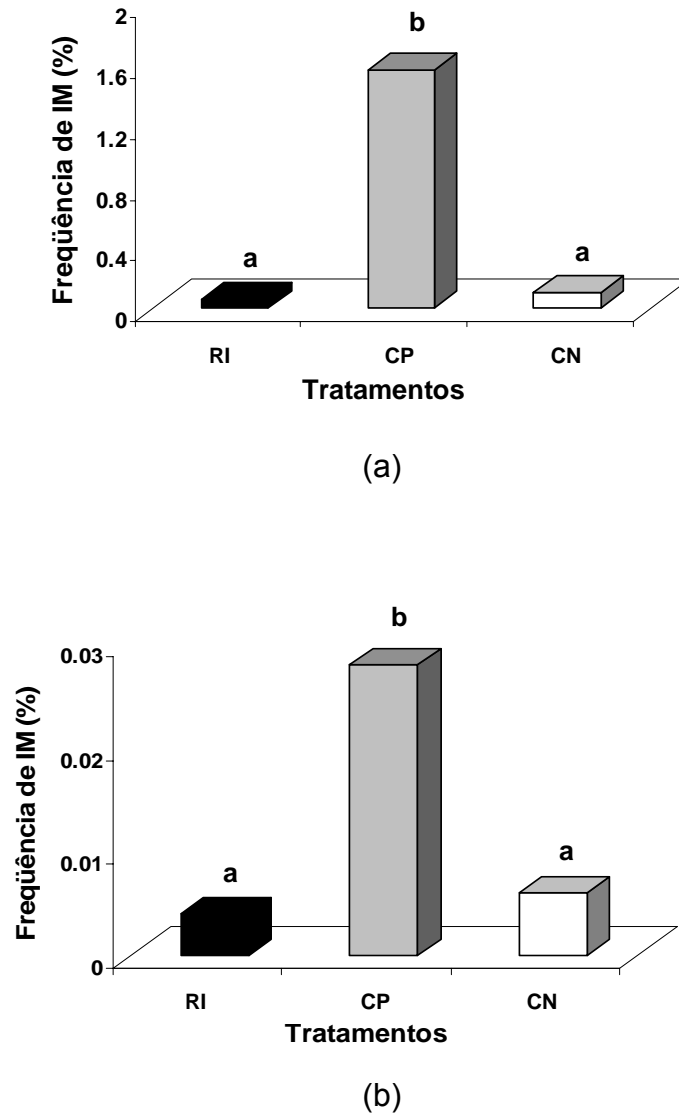 2
1.6
1.2
0.8
0.4
0
Freqüência de IM (%)
a
b
a
RI CP CN
Tratamentos
(a)
0.03
0.02
0.01
0
Freqüência de IM (%)
a
b
a
RI CP CN
Tratamentos
(b)